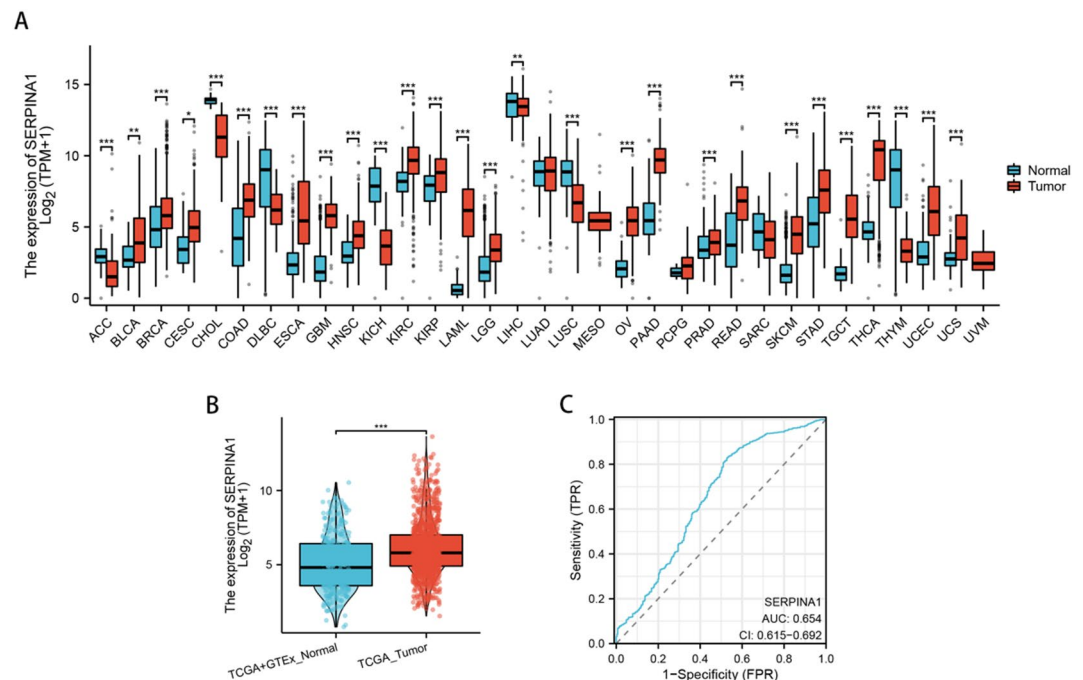 A
The expression of SERPINA1
Log2 (TPM+1)
15
10
5
0
*** ** *** * *** *** *** *** *** *** *** *** *** *** *** ** *** *** *** *** *** *** *** *** *** *** *** ***
Normal
Tumor
ACC BLCA BRCA CESC CHOL COAD DLBC ESCA GBM HNSC KICH KIRC KIRP LAML LGG LIHC LUAD LUSC MESO OV PAAD PCPG PRAD READ SARC SKCM STAD TGCT THCA THYM UCEC UCS UVM
B
The expression of SERPINA1
Log2 (TPM+1)
10
5
***
TCGA+GTEx_Normal TCGA_Tumor
C
Sensitivity (TPR)
1.0
0.8
0.6
0.4
0.2
0.0
SERPINA1
AUC: 0.654
CI: 0.615−0.692
0.0 0.2 0.4 0.6 0.8 1.0
1−Specificity (FPR)